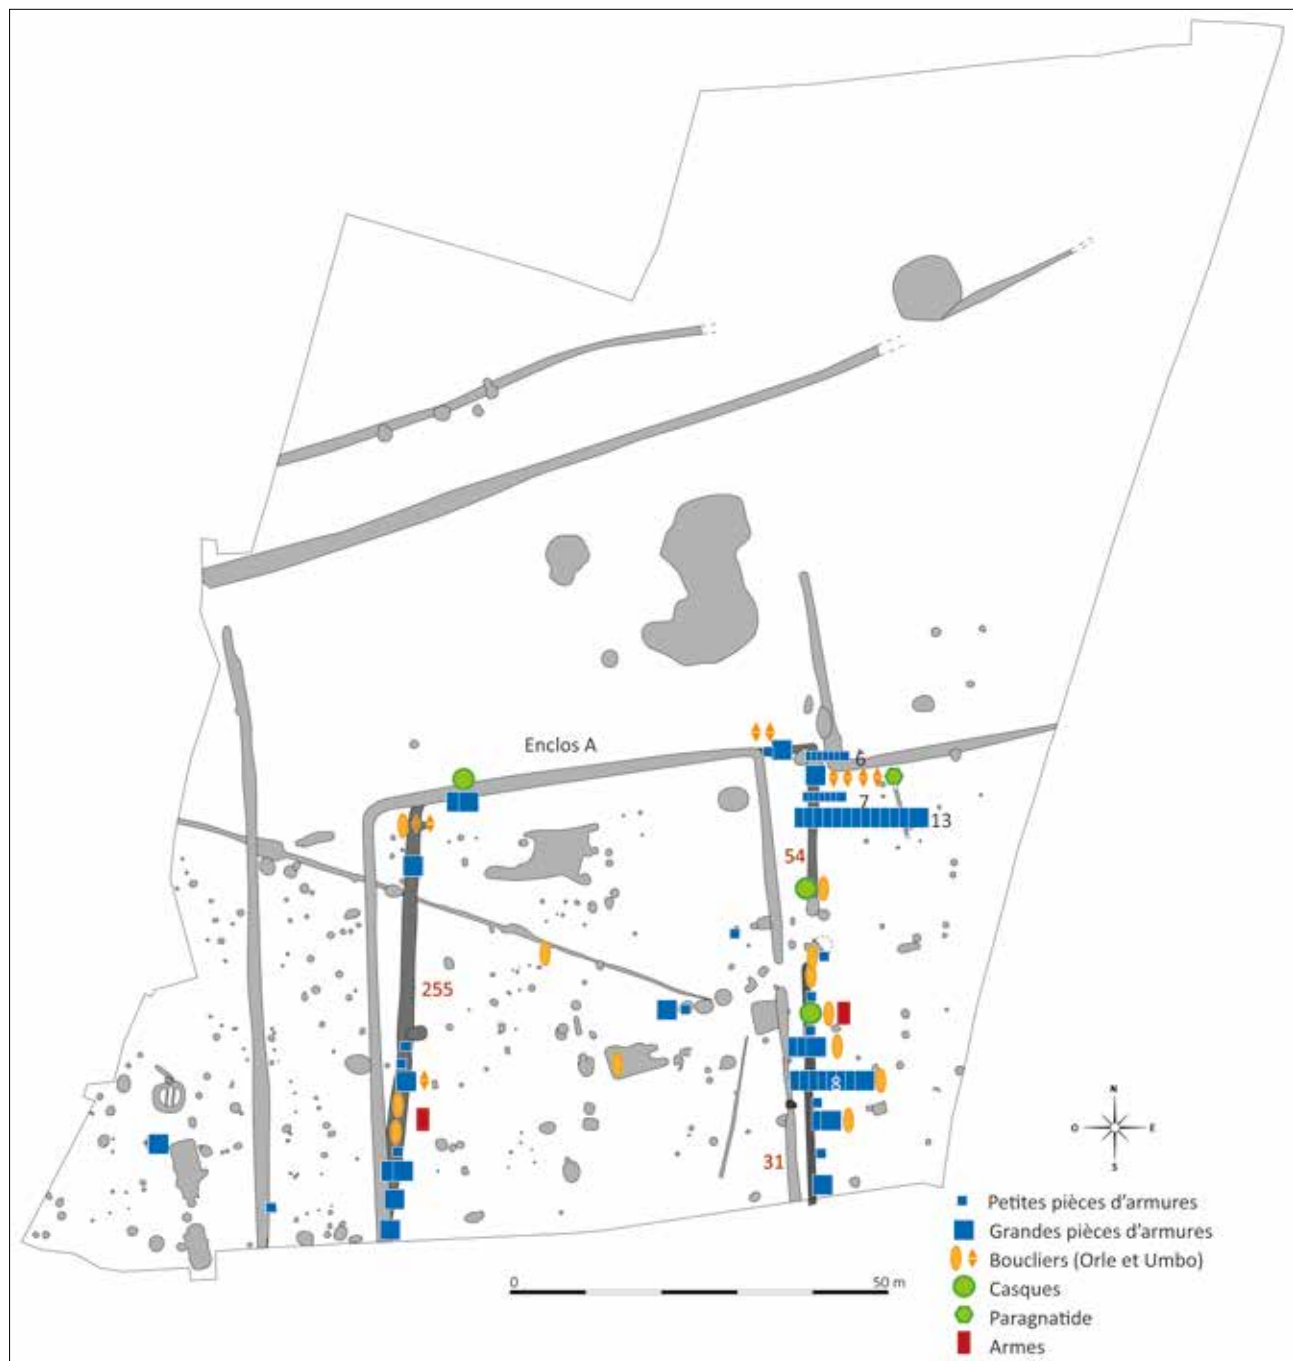 Enclos A
6
7
13
54
255
8
31
N
O
E
S
Petites pièces d'armures
Grandes pièces d'armures
Boucliers (Orle et Umbo)
Casques
Paragnatide
Armes
0
50 m